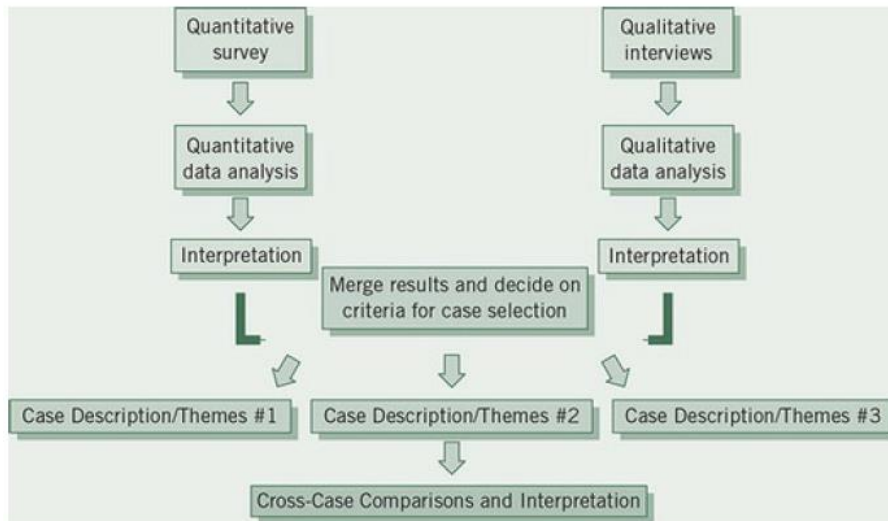 Quantitative
survey
Qualitative
interviews
Quantitative
data analysis
Qualitative
data analysis
Interpretation
Interpretation
Merge results and decide on
criteria for case selection
Case Description/Themes #1
Case Description/Themes #2
Case Description/Themes #3
Cross-Case Comparisons and Interpretation